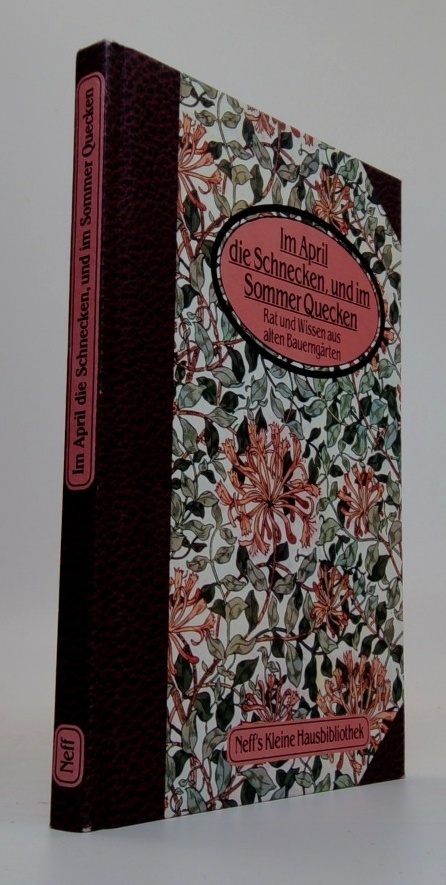 Im April die Schnecken, und im Sommer Quecken
Neff
Im April
die Schnecken, und im
Sommer Quecken
Rat und Wissen aus
alten Bauerngärten
Neff's Kleine Hausbibliothek